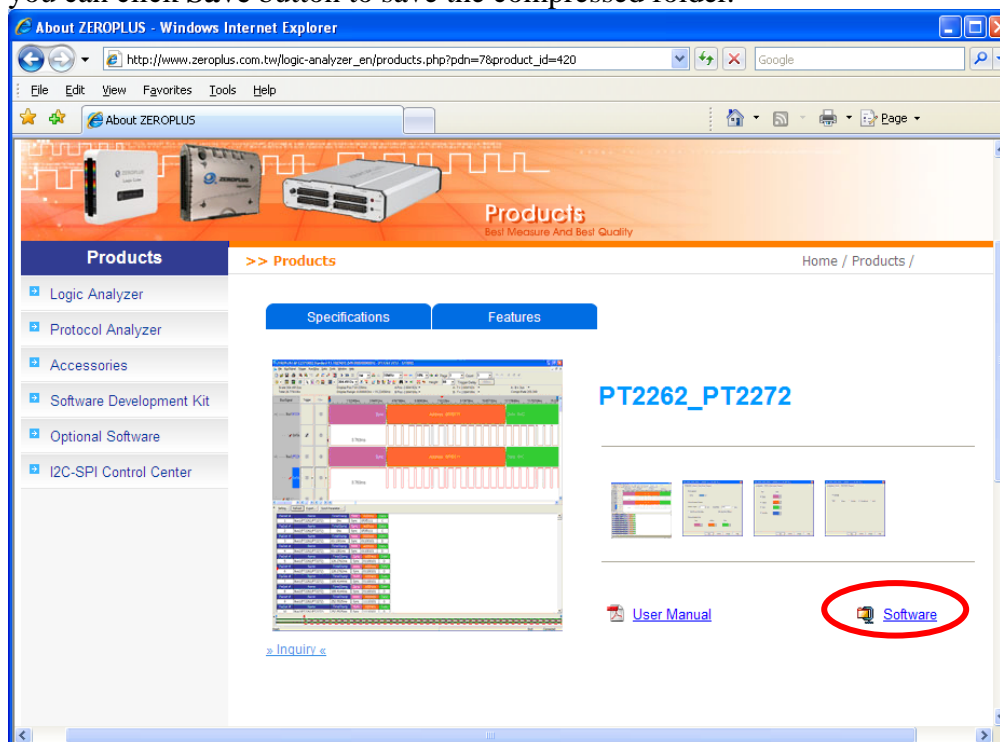 you can click Save button to save the compressed folder.
About ZEROPLUS - Windows Internet Explorer
http://www.zeroplus.com.tw/logic-analyzer_en/products.php?pdn=7&product_id=420
Google
File Edit View Favorites Tools Help
About ZEROPLUS
Page
Products
Best Measure And Best Quality
Products
>> Products
Home / Products /
Logic Analyzer
Protocol Analyzer
Accessories
Software Development Kit
Optional Software
I2C-SPI Control Center
Specifications
Features
PT2262_PT2272
User Manual
Software
» Inquiry «